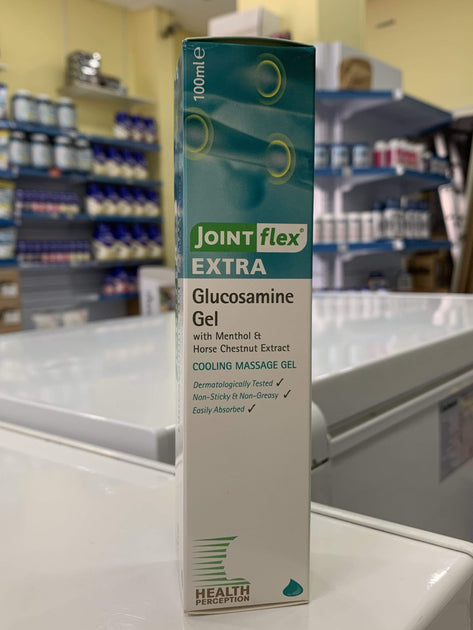 100ml e
JOINT flex®
EXTRA
Glucosamine
Gel
with Menthol &
Horse Chestnut Extract
COOLING MASSAGE GEL
Dermatologically Tested ✓
Non-Sticky & Non-Greasy ✓
Easily Absorbed ✓
HEALTH
PERCEPTION